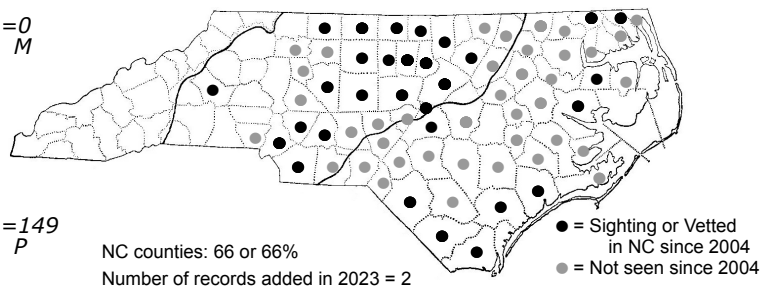 =0
M
=149
P
NC counties: 66 or 66%
Number of records added in 2023 = 2
= Sighting or Vetted
in NC since 2004
= Not seen since 2004